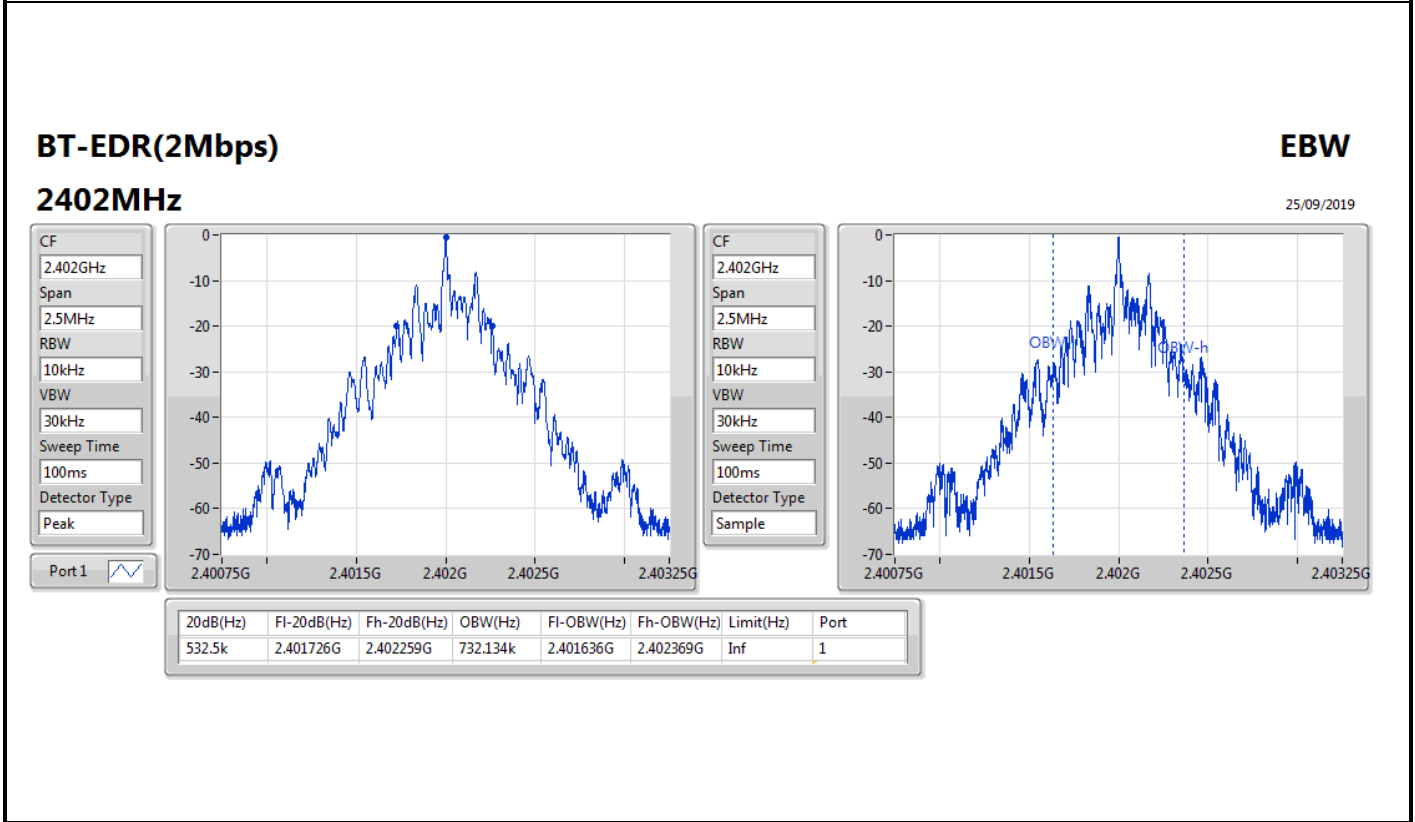 BT-EDR(2Mbps)
EBW
2402MHz
25/09/2019
CF
2.402GHz
Span
2.5MHz
RBW
10kHz
VBW
30kHz
Sweep Time
100ms
Detector Type
Peak
Port 1
0
-10
-20
-30
-40
-50
-60
-70
2.40075G 2.4015G 2.402G 2.4025G 2.40325G
CF
2.402GHz
Span
2.5MHz
RBW
10kHz
VBW
30kHz
Sweep Time
100ms
Detector Type
Sample
0
-10
-20
-30
-40
-50
-60
-70
OBW-h
2.40075G 2.4015G 2.402G 2.4025G 2.40325G
20dB(Hz) Fl-20dB(Hz) Fh-20dB(Hz) OBW(Hz) Fl-OBW(Hz) Fh-OBW(Hz) Limit(Hz) Port
532.5k 2.401726G 2.402259G 732.134k 2.401636G 2.402369G Inf 1